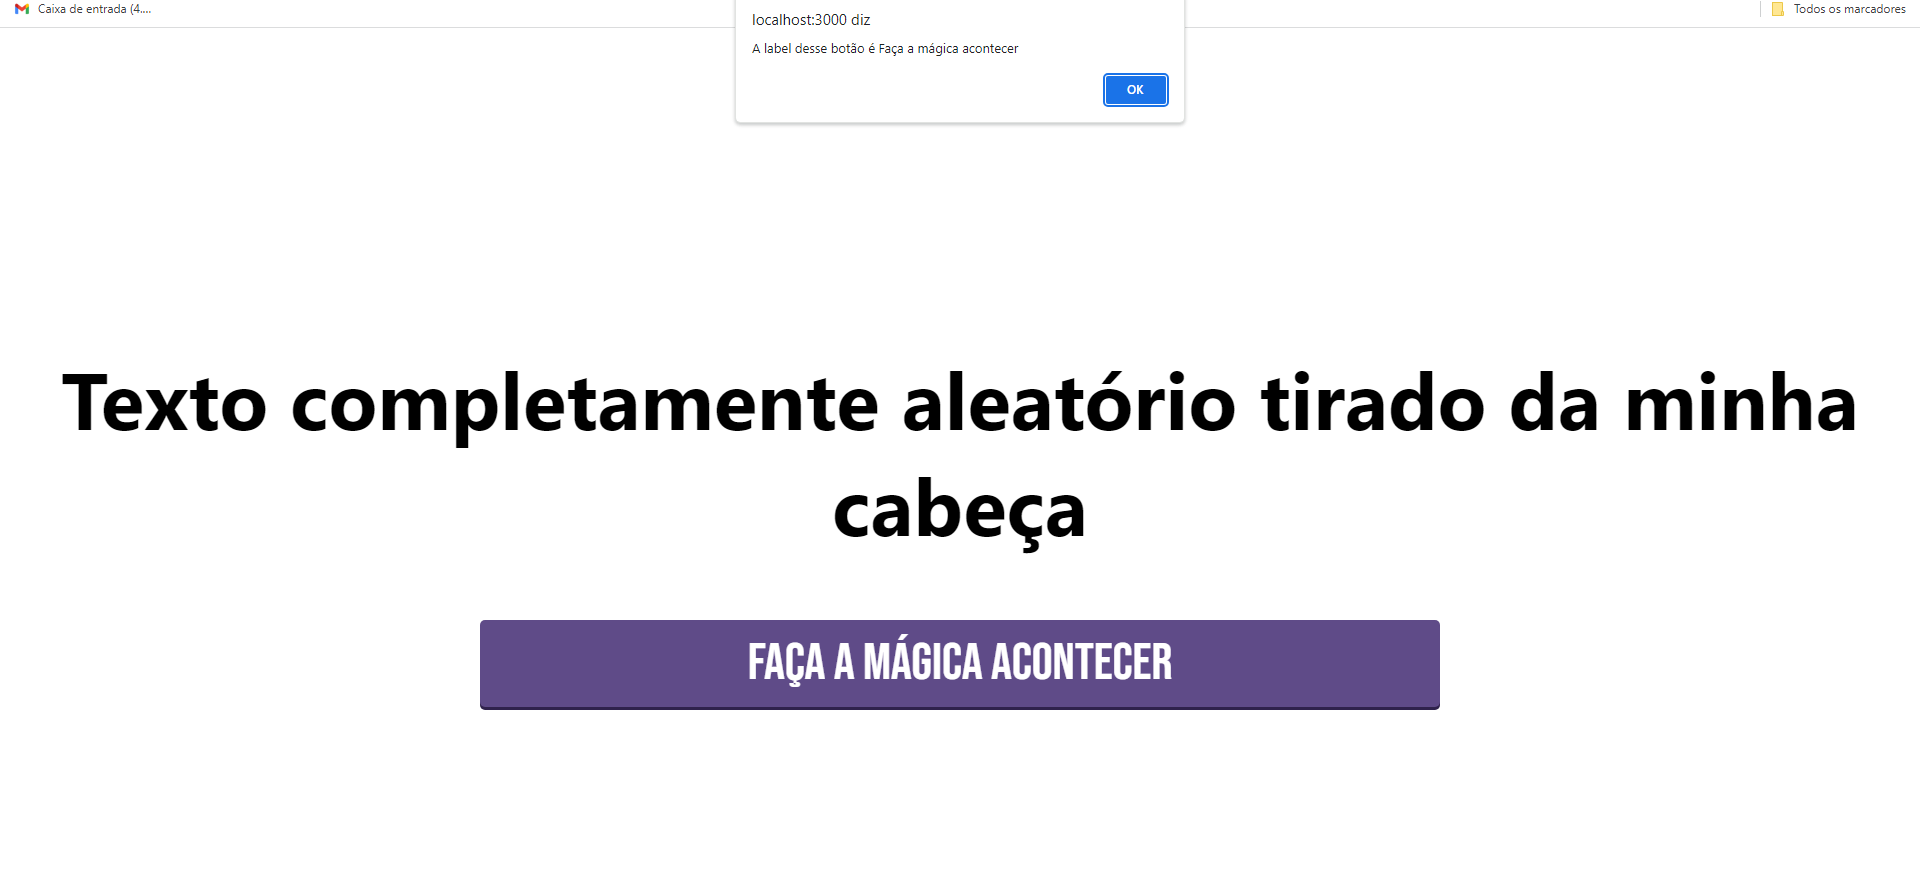 Caixa de entrada (4....
Todos os marcadores
localhost:3000 diz
A label desse botão é Faça a mágica acontecer
OK
Texto completamente aleatório tirado da minha
cabeça
FAÇA A MÁGICA ACONTECER